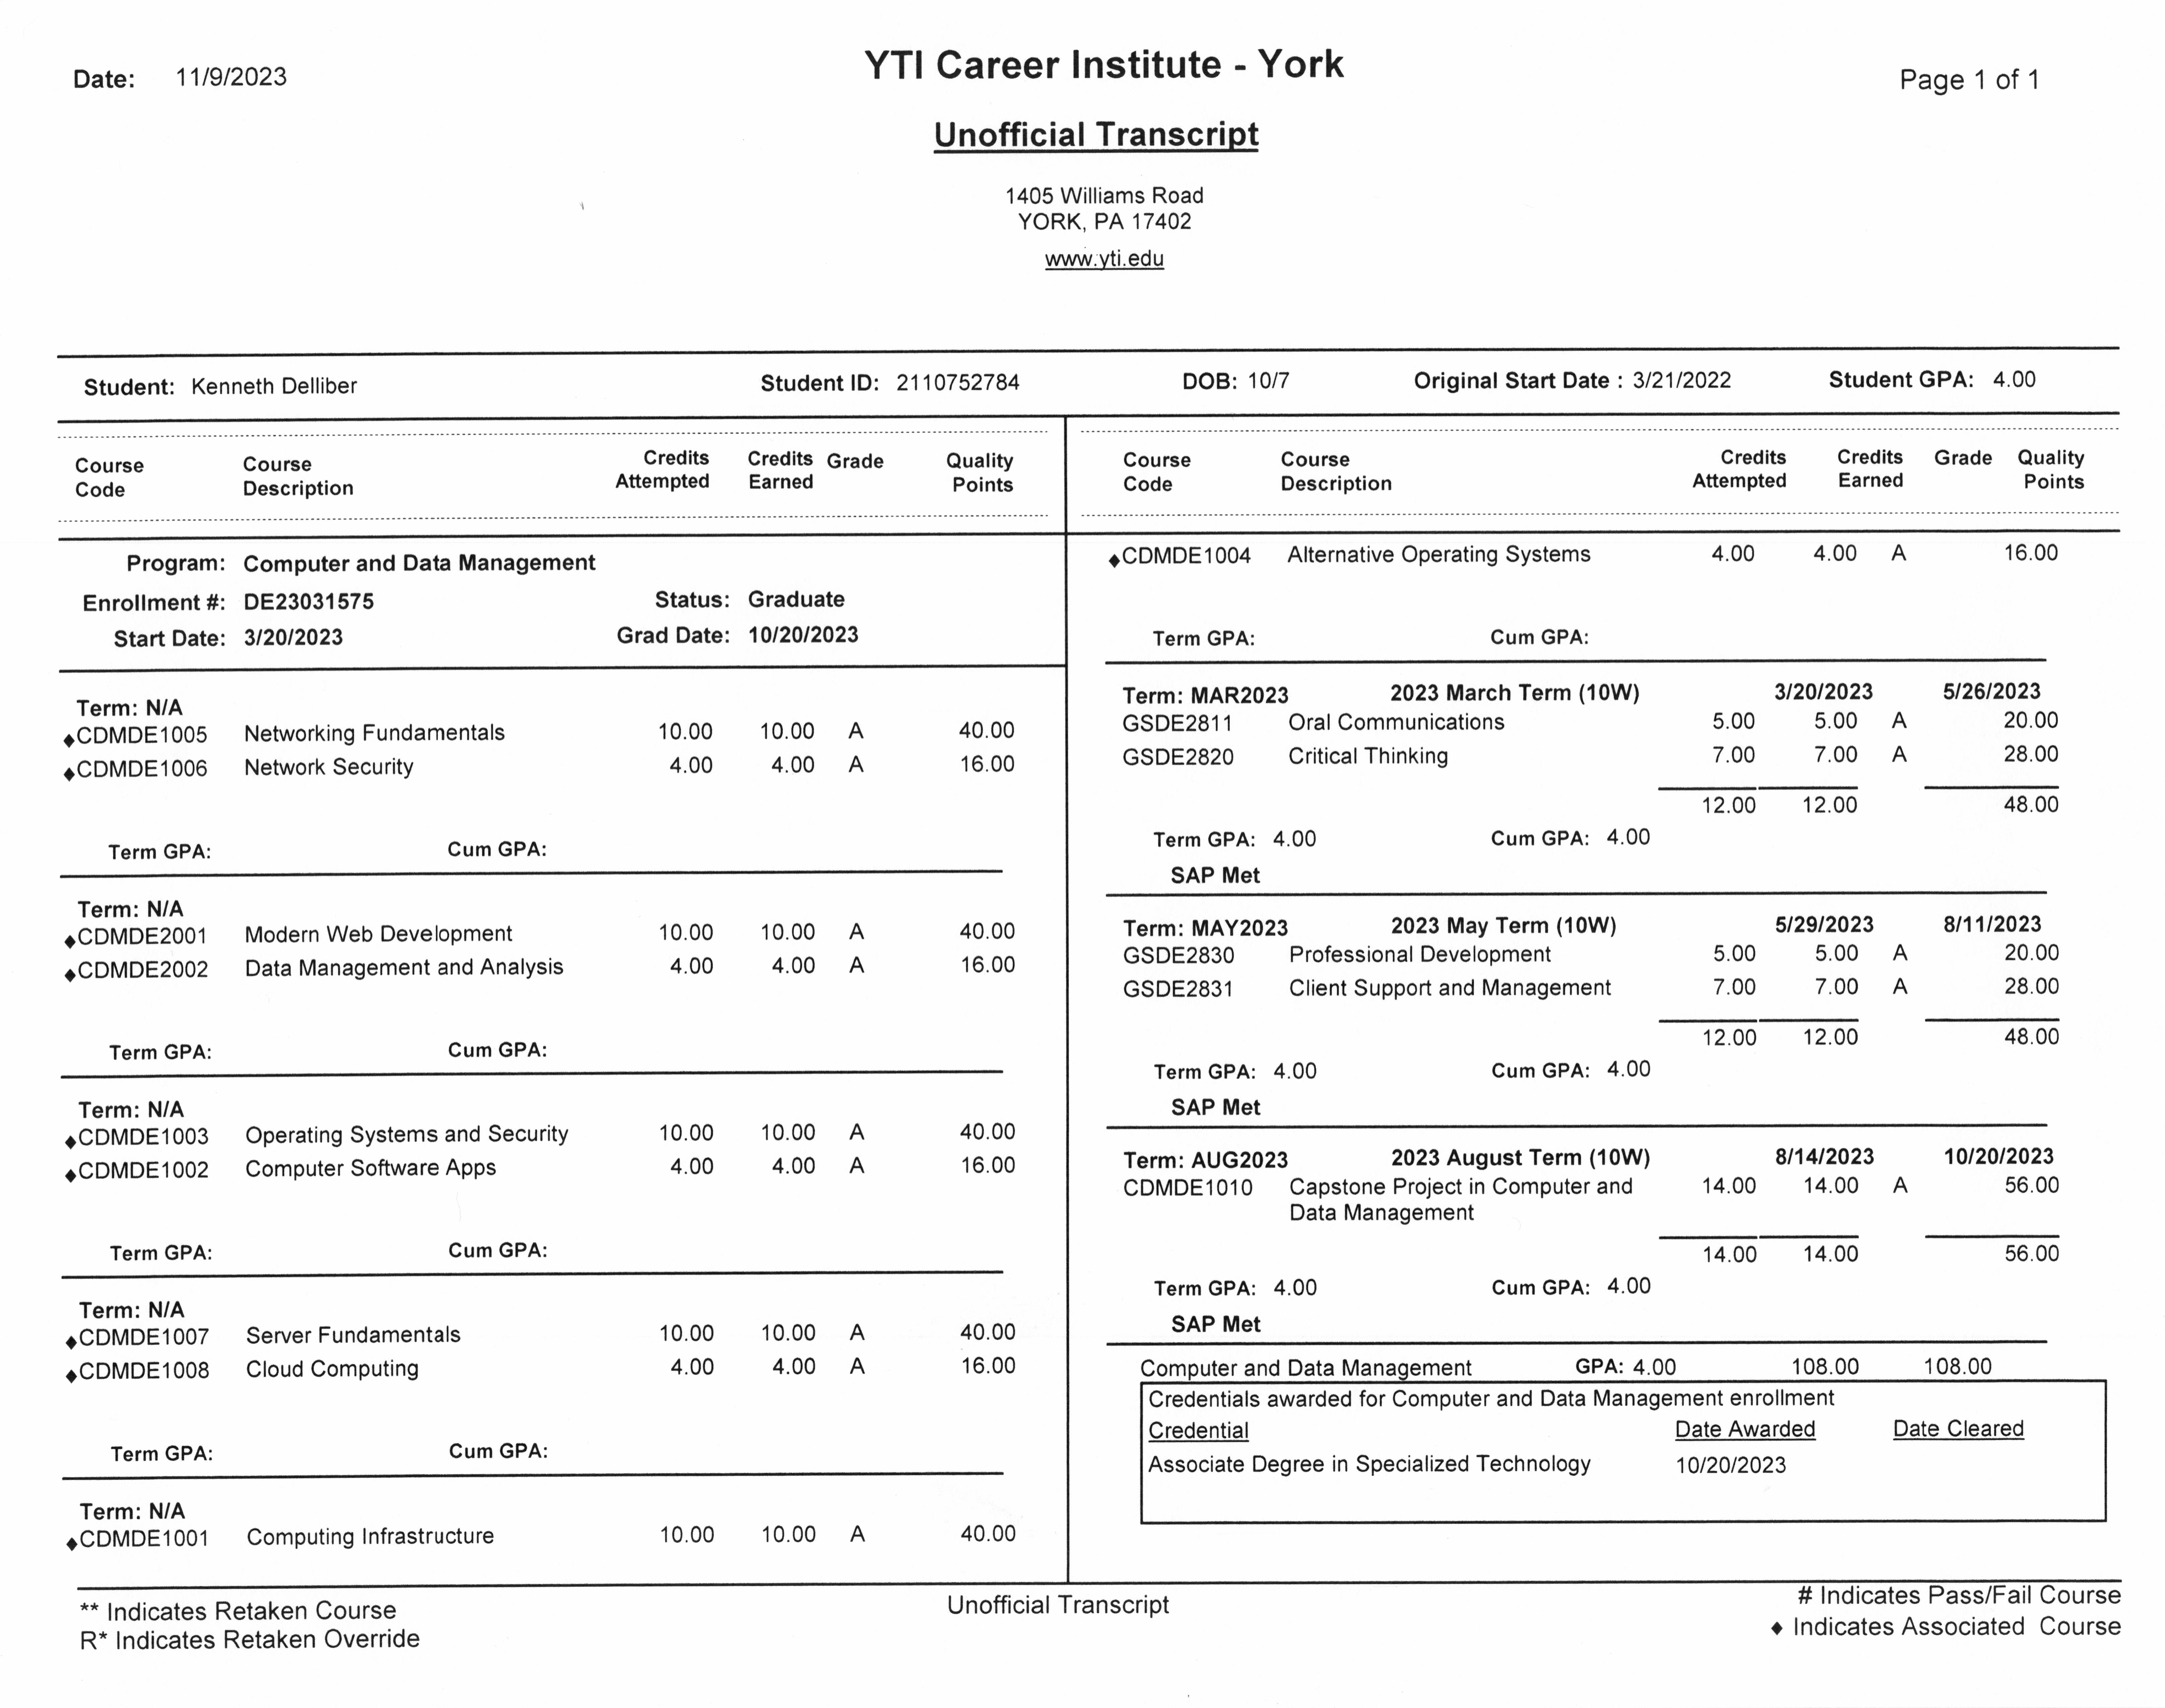 Date: 11/9/2023
YTI Career Institute - York
Page 1 of 1
Unofficial Transcript
1405 Williams Road
YORK, PA 17402
www.yti.edu
Student: Kenneth Delliber Student ID: 2110752784 DOB: 10/7 Original Start Date : 3/21/2022 Student GPA: 4.00
Course Code Course Description Credits Attempted Credits Earned Grade Quality Points
Program: Computer and Data Management
Enrollment #: DE23031575 Status: Graduate
Start Date: 3/20/2023 Grad Date: 10/20/2023
Term: N/A
♦CDMDE1005 Networking Fundamentals 10.00 10.00 A 40.00
♦CDMDE1006 Network Security 4.00 4.00 A 16.00
Term GPA: Cum GPA:
Term: N/A
♦CDMDE2001 Modern Web Development 10.00 10.00 A 40.00
♦CDMDE2002 Data Management and Analysis 4.00 4.00 A 16.00
Term GPA: Cum GPA:
Term: N/A
♦CDMDE1003 Operating Systems and Security 10.00 10.00 A 40.00
♦CDMDE1002 Computer Software Apps 4.00 4.00 A 16.00
Term GPA: Cum GPA:
Term: N/A
♦CDMDE1007 Server Fundamentals 10.00 10.00 A 40.00
♦CDMDE1008 Cloud Computing 4.00 4.00 A 16.00
Term GPA: Cum GPA:
Term: N/A
♦CDMDE1001 Computing Infrastructure 10.00 10.00 A 40.00
Course Code Course Description Credits Attempted Credits Earned Grade Quality Points
♦CDMDE1004 Alternative Operating Systems 4.00 4.00 A 16.00
Term GPA: Cum GPA:
Term: MAR2023 2023 March Term (10W) 3/20/2023 5/26/2023
GSDE2811 Oral Communications 5.00 5.00 A 20.00
GSDE2820 Critical Thinking 7.00 7.00 A 28.00
12.00 12.00 48.00
Term GPA: 4.00 Cum GPA: 4.00
SAP Met
Term: MAY2023 2023 May Term (10W) 5/29/2023 8/11/2023
GSDE2830 Professional Development 5.00 5.00 A 20.00
GSDE2831 Client Support and Management 7.00 7.00 A 28.00
12.00 12.00 48.00
Term GPA: 4.00 Cum GPA: 4.00
SAP Met
Term: AUG2023 2023 August Term (10W) 8/14/2023 10/20/2023
CDMDE1010 Capstone Project in Computer and 14.00 14.00 A 56.00
Data Management
14.00 14.00 56.00
Term GPA: 4.00 Cum GPA: 4.00
SAP Met
Computer and Data Management GPA: 4.00 108.00 108.00
Credentials awarded for Computer and Data Management enrollment
Credential Date Awarded Date Cleared
Associate Degree in Specialized Technology 10/20/2023
** Indicates Retaken Course
R* Indicates Retaken Override
Unofficial Transcript
# Indicates Pass/Fail Course
♦ Indicates Associated Course